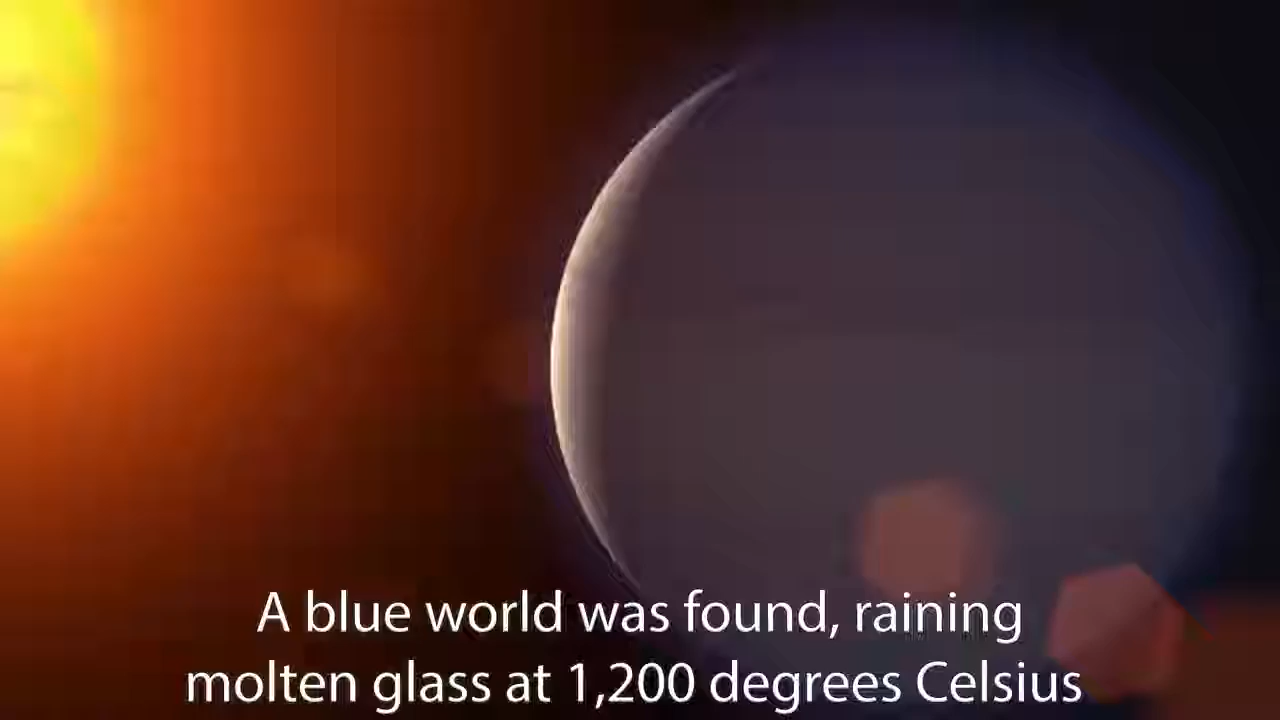 A blue world was found, raining
molten glass at 1,200 degrees Celsius